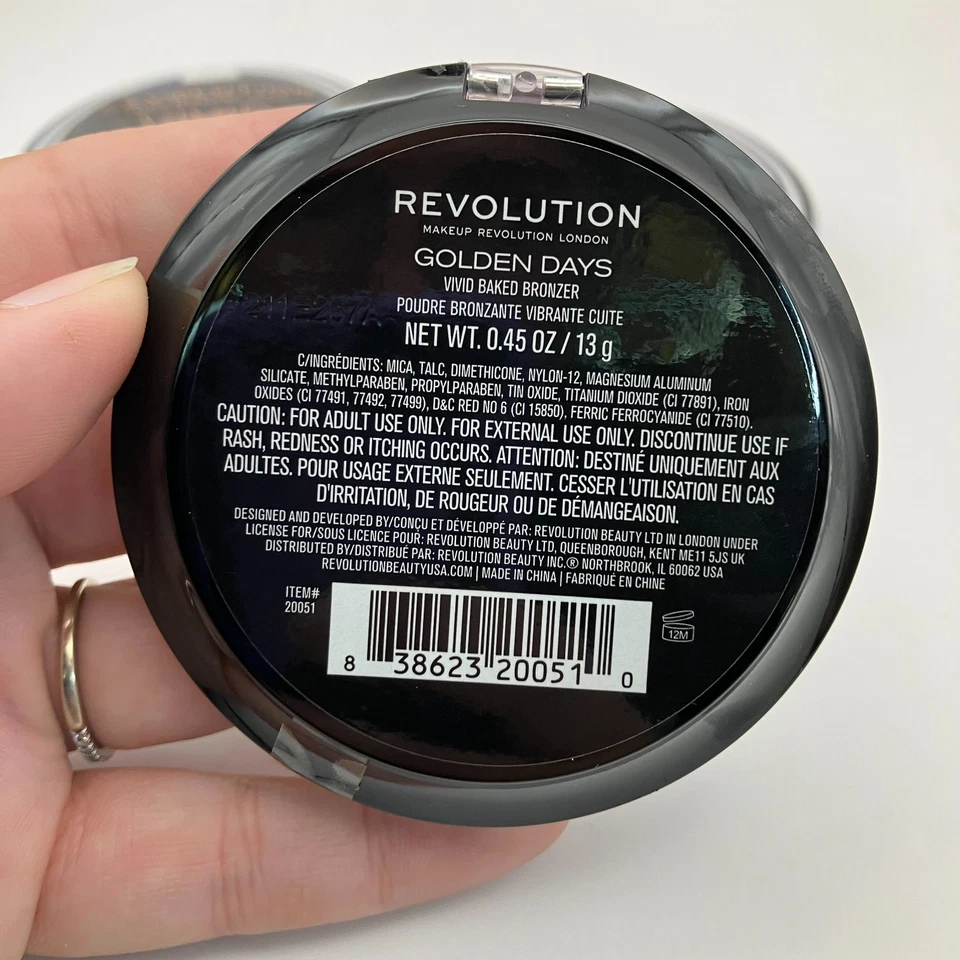 REVOLUTION
MAKEUP REVOLUTION LONDON
GOLDEN DAYS
VIVID BAKED BRONZER
POUDRE BRONZANTE VIBRANTE CUITE
NET WT. 0.45 OZ / 13 g
C/INGRÉDIENTS: MICA, TALC, DIMETHICONE, NYLON-12, MAGNESIUM ALUMINUM
SILICATE, METHYLPARABEN, PROPYLPARABEN, TIN OXIDE, TITANIUM DIOXIDE (CI 77891), IRON
OXIDES (CI 77491, 77492, 77499), D&C RED NO 6 (CI 15850). FERRIC FERROCYANIDE (CI 77510).
CAUTION: FOR ADULT USE ONLY. FOR EXTERNAL USE ONLY. DISCONTINUE USE IF
RASH, REDNESS OR ITCHING OCCURS. ATTENTION: DESTINÉ UNIQUEMENT AUX
ADULTES. POUR USAGE EXTERNE SEULEMENT. CESSER L'UTILISATION EN CAS
D'IRRITATION, DE ROUGEUR OU DE DÉMANGEAISON.
DESIGNED AND DEVELOPED BY/CONÇU ET DÉVELOPPÉ PAR: REVOLUTION BEAUTY LTD IN LONDON UNDER
LICENSE FOR/SOUS LICENCE POUR: REVOLUTION BEAUTY LTD, QUEENBOROUGH, KENT ME11 5JS UK
DISTRIBUTED BY/DISTRIBUÉ PAR: REVOLUTION BEAUTY INC.® NORTHBROOK, IL 60062 USA
REVOLUTIONBEAUTYUSA.COM | MADE IN CHINA | FABRIQUÉ EN CHINE
ITEM#
20051
12M
8 38623 20051 0